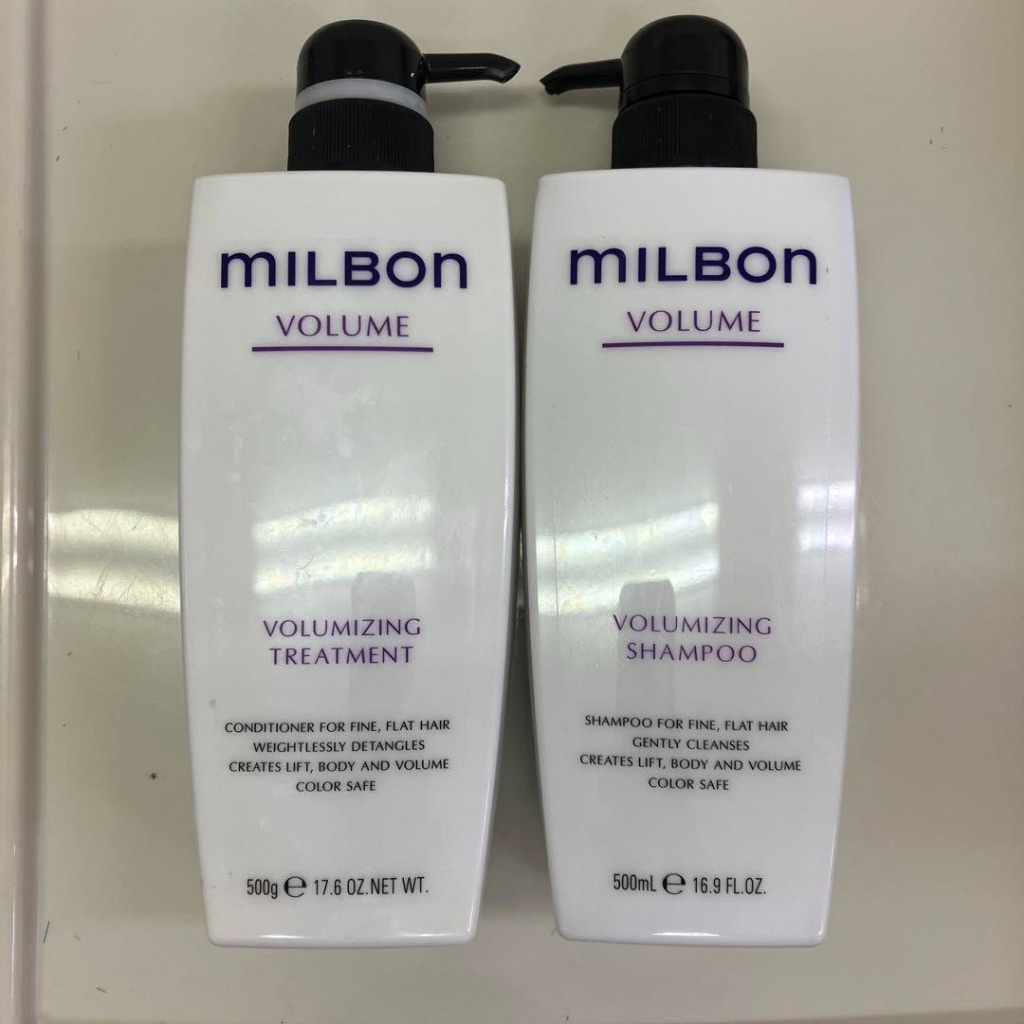 mILBOn
VOLUME
VOLUMIZING
TREATMENT
CONDITIONER FOR FINE, FLAT HAIR
WEIGHTLESSLY DETANGLES
CREATES LIFT, BODY AND VOLUME
COLOR SAFE
500g e 17.6 OZ.NET WT.
mILBOn
VOLUME
VOLUMIZING
SHAMPOO
SHAMPOO FOR FINE, FLAT HAIR
GENTLY CLEANSES
CREATES LIFT, BODY AND VOLUME
COLOR SAFE
500mL e 16.9 FL.OZ.